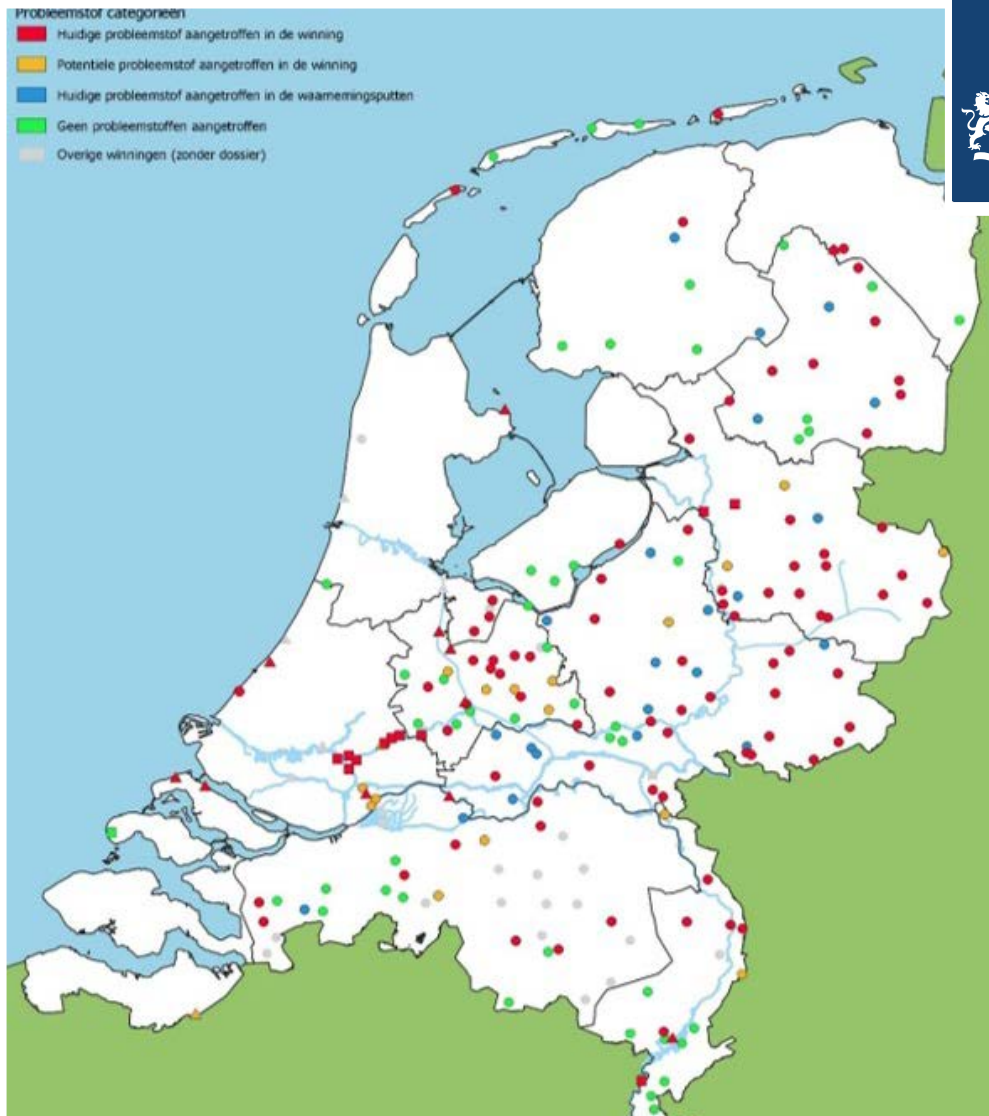 Probleemstof categorieën
Huidige probleemstof aangetroffen in de winning
Potentiele probleemstof aangetroffen in de winning
Huidige probleemstof aangetroffen in de waarnemingsputten
Geen probleemstoffen aangetroffen
Overige winningen (zonder dossier)